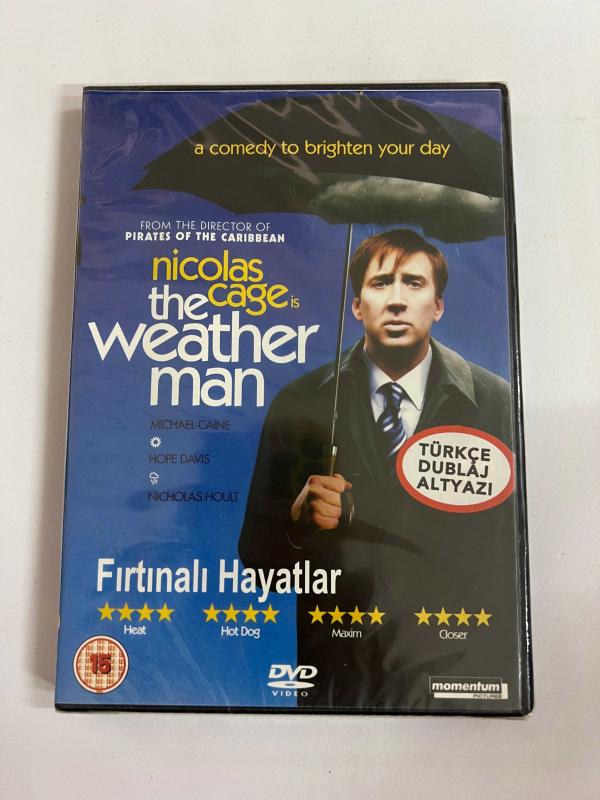 a comedy to brighten your day
FROM THE DIRECTOR OF
PIRATES OF THE CARIBBEAN
nicolas
cage is
the
weather
man
MICHAEL CAINE
HOPE DAVIS
NICHOLAS HOULT
TÜRKÇE
DUBLAJ
ALTYAZI
Fırtınalı Hayatlar
Heat
Hot Dog
Maxim
Closer
15
DVD
VIDEO
momentum
PICTURES